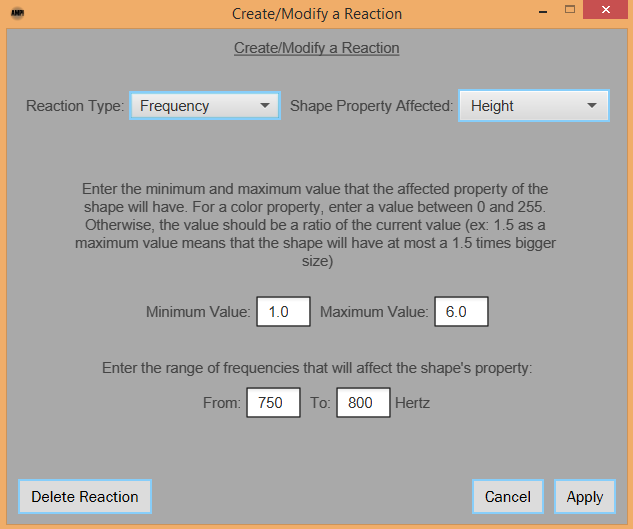 AMP!
Create/Modify a Reaction
Create/Modify a Reaction
Reaction Type: Frequency Shape Property Affected: Height
Enter the minimum and maximum value that the affected property of the
shape will have. For a color property, enter a value between 0 and 255.
Otherwise, the value should be a ratio of the current value (ex: 1.5 as a
maximum value means that the shape will have at most a 1.5 times bigger
size)
Minimum Value: 1.0 Maximum Value: 6.0
Enter the range of frequencies that will affect the shape's property:
From: 750 To: 800 Hertz
Delete Reaction Cancel Apply